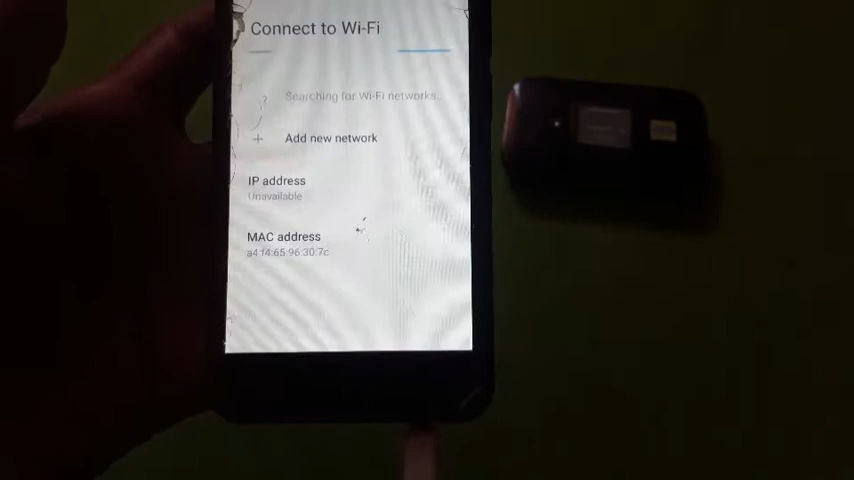 Connect to Wi-Fi
Searching for Wi-Fi networks...
Add new network
IP address
Unavailable
MAC address
a4:f4:65:96:30:7c